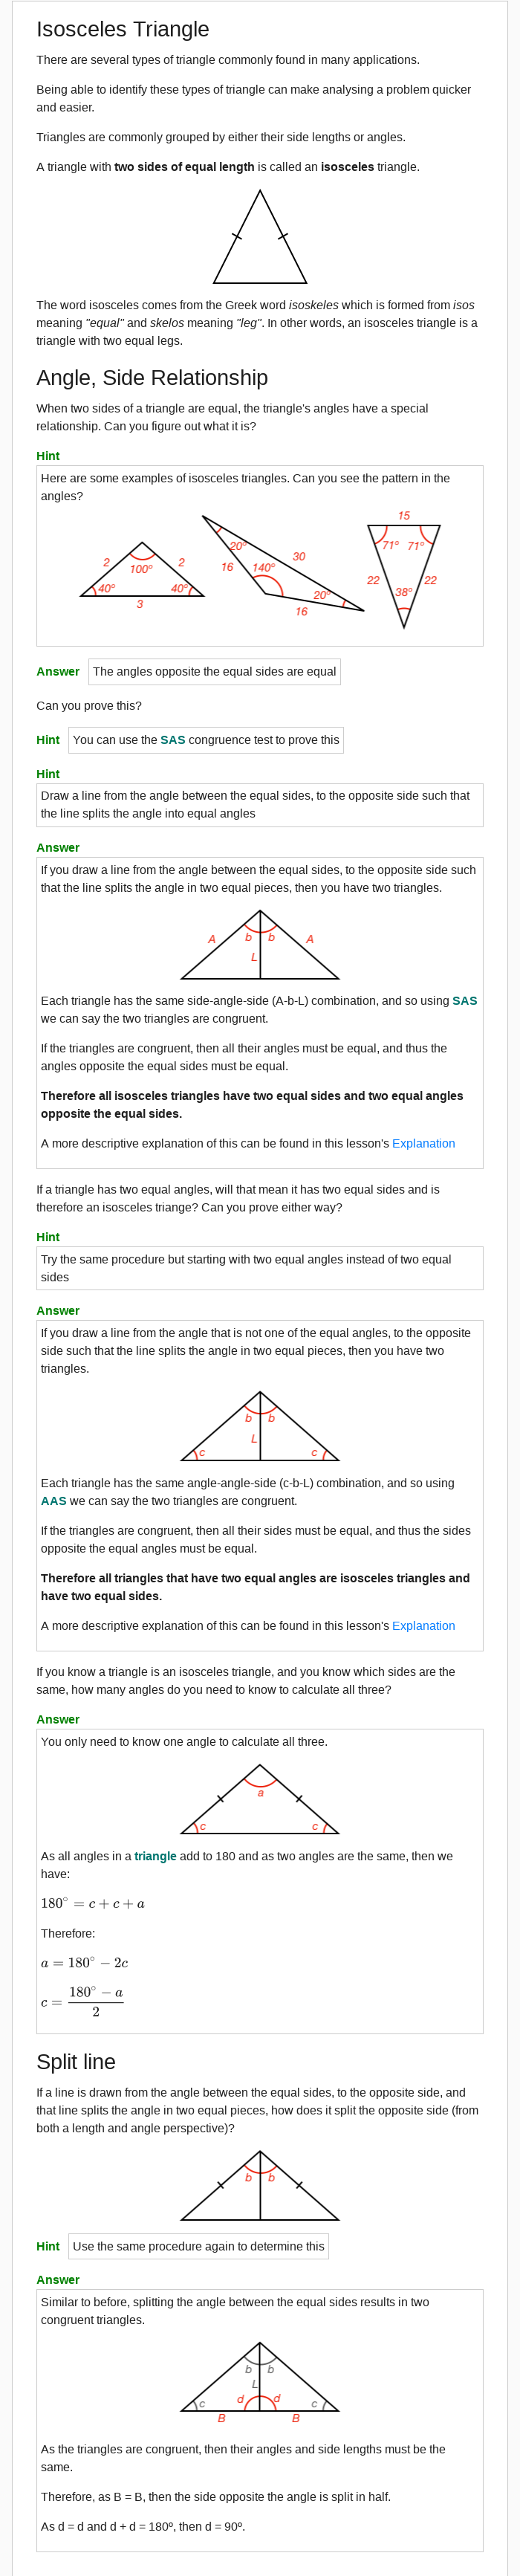 Isosceles Triangle
There are several types of triangle commonly found in many applications.
Being able to identify these types of triangle can make analysing a problem quicker
and easier.
Triangles are commonly grouped by either their side lengths or angles.
A triangle with two sides of equal length is called an isosceles triangle.
The word isosceles comes from the Greek word isoskeles which is formed from isos
meaning "equal" and skelos meaning "leg". In other words, an isosceles triangle is a
triangle with two equal legs.
Angle, Side Relationship
When two sides of a triangle are equal, the triangle's angles have a special
relationship. Can you figure out what it is?
Hint
Here are some examples of isosceles triangles. Can you see the pattern in the
angles?
2 2
100º
40º 40º
3
20º 30
16 140º
20º
16
15
71º 71º
22 22
38º
Answer The angles opposite the equal sides are equal
Can you prove this?
Hint You can use the SAS congruence test to prove this
Hint
Draw a line from the angle between the equal sides, to the opposite side such that
the line splits the angle into equal angles
Answer
If you draw a line from the angle between the equal sides, to the opposite side such
that the line splits the angle in two equal pieces, then you have two triangles.
A b b A
L
Each triangle has the same side-angle-side (A-b-L) combination, and so using SAS
we can say the two triangles are congruent.
If the triangles are congruent, then all their angles must be equal, and thus the
angles opposite the equal sides must be equal.
Therefore all isosceles triangles have two equal sides and two equal angles
opposite the equal sides.
A more descriptive explanation of this can be found in this lesson's Explanation
If a triangle has two equal angles, will that mean it has two equal sides and is
therefore an isosceles triange? Can you prove either way?
Hint
Try the same procedure but starting with two equal angles instead of two equal
sides
Answer
If you draw a line from the angle that is not one of the equal angles, to the opposite
side such that the line splits the angle in two equal pieces, then you have two
triangles.
b b
L
c c
Each triangle has the same angle-angle-side (c-b-L) combination, and so using
AAS we can say the two triangles are congruent.
If the triangles are congruent, then all their sides must be equal, and thus the sides
opposite the equal angles must be equal.
Therefore all triangles that have two equal angles are isosceles triangles and
have two equal sides.
A more descriptive explanation of this can be found in this lesson's Explanation
If you know a triangle is an isosceles triangle, and you know which sides are the
same, how many angles do you need to know to calculate all three?
Answer
You only need to know one angle to calculate all three.
a
c c
As all angles in a triangle add to 180 and as two angles are the same, then we
have:
180° = c + c + a
Therefore:
a = 180° − 2c
c = (180° − a) / 2
Split line
If a line is drawn from the angle between the equal sides, to the opposite side, and
that line splits the angle in two equal pieces, how does it split the opposite side (from
both a length and angle perspective)?
b b
Hint Use the same procedure again to determine this
Answer
Similar to before, splitting the angle between the equal sides results in two
congruent triangles.
b b
L
c d d c
B B
As the triangles are congruent, then their angles and side lengths must be the
same.
Therefore, as B = B, then the side opposite the angle is split in half.
As d = d and d + d = 180º, then d = 90º.